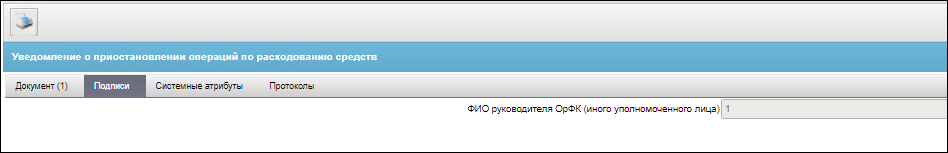 Уведомление о приостановлении операций по расходованию средств
Документ (1) Подписи Системные атрибуты Протоколы
ФИО руководителя ОрФК (иного уполномоченного лица) 1